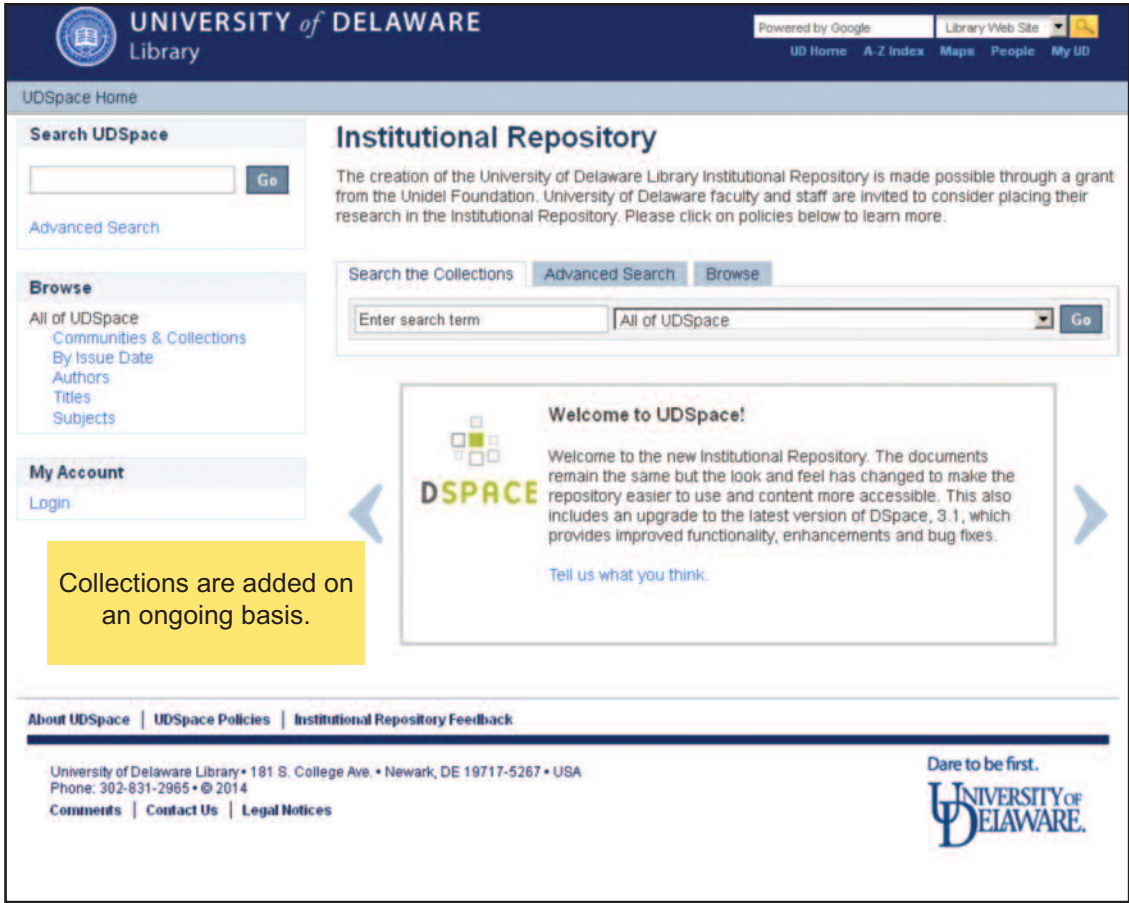 UNIVERSITY of DELAWARE
Library
Powered by Google
Library Web Site
UD Home A-Z Index Maps People My UD
UDSpace Home
Search UDSpace
Go
Advanced Search
Browse
All of UDSpace
Communities & Collections
By Issue Date
Authors
Titles
Subjects
My Account
Login
Collections are added on
an ongoing basis.
Institutional Repository
The creation of the University of Delaware Library Institutional Repository is made possible through a grant
from the Unidel Foundation. University of Delaware faculty and staff are invited to consider placing their
research in the Institutional Repository. Please click on policies below to learn more.
Search the Collections Advanced Search Browse
Enter search term All of UDSpace Go
DSPACE
Welcome to UDSpace!
Welcome to the new Institutional Repository. The documents
remain the same but the look and feel has changed to make the
repository easier to use and content more accessible. This also
includes an upgrade to the latest version of DSpace, 3.1, which
provides improved functionality, enhancements and bug fixes.
Tell us what you think.
About UDSpace | UDSpace Policies | Institutional Repository Feedback
University of Delaware Library • 181 S. College Ave. • Newark, DE 19717-5267 • USA
Phone: 302-831-2965 • © 2014
Comments | Contact Us | Legal Notices
Dare to be first.
UNIVERSITY OF
DELAWARE.